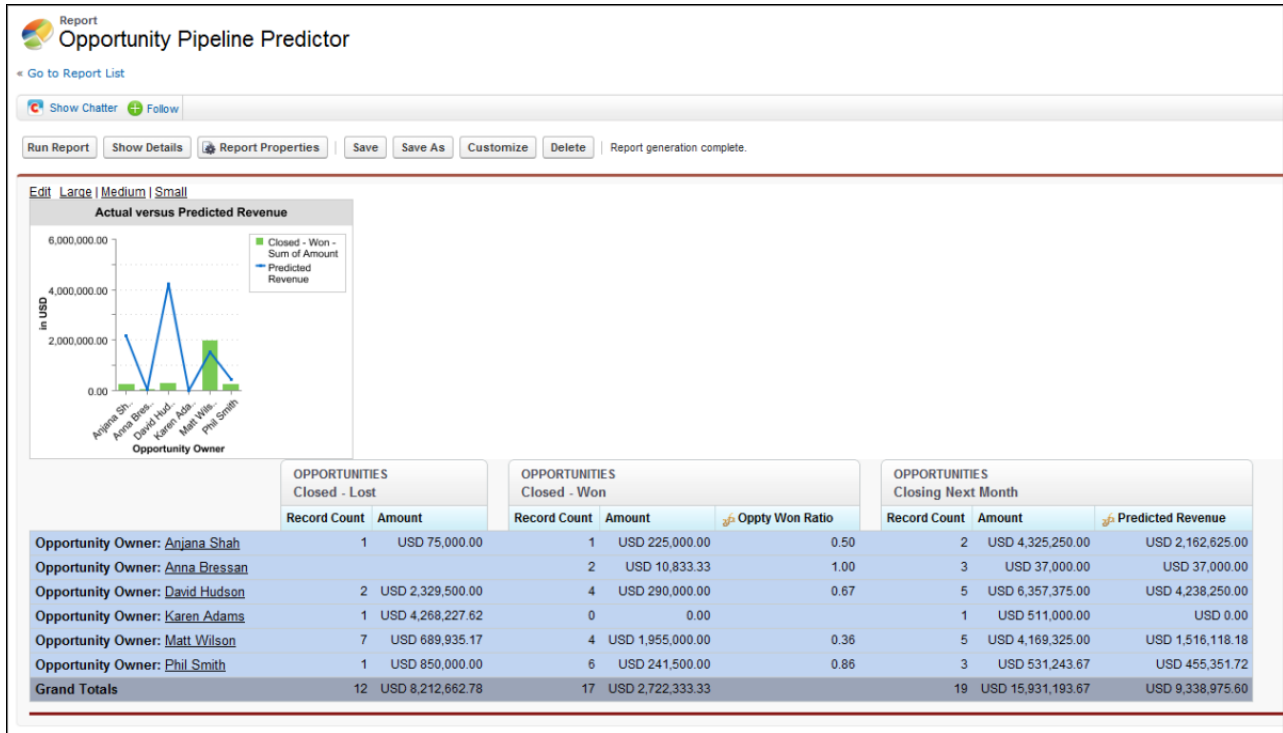 Report
Opportunity Pipeline Predictor
« Go to Report List
Show Chatter Follow
Run Report Show Details Report Properties Save Save As Customize Delete Report generation complete.
Edit Large | Medium | Small
Actual versus Predicted Revenue
6,000,000.00
4,000,000.00
2,000,000.00
0.00
in USD
Closed - Won -
Sum of Amount
Predicted
Revenue
Anjana Sh..
Anna Bres..
David Hud..
Karen Ada..
Matt Wils..
Phil Smith
Opportunity Owner
OPPORTUNITIES OPPORTUNITIES OPPORTUNITIES
Closed - Lost Closed - Won Closing Next Month
Record Count Amount Record Count Amount Oppty Won Ratio Record Count Amount Predicted Revenue
Opportunity Owner: Anjana Shah 1 USD 75,000.00 1 USD 225,000.00 0.50 2 USD 4,325,250.00 USD 2,162,625.00
Opportunity Owner: Anna Bressan 2 USD 10,833.33 1.00 3 USD 37,000.00 USD 37,000.00
Opportunity Owner: David Hudson 2 USD 2,329,500.00 4 USD 290,000.00 0.67 5 USD 6,357,375.00 USD 4,238,250.00
Opportunity Owner: Karen Adams 1 USD 4,268,227.62 0 0.00 1 USD 511,000.00 USD 0.00
Opportunity Owner: Matt Wilson 7 USD 689,935.17 4 USD 1,955,000.00 0.36 5 USD 4,169,325.00 USD 1,516,118.18
Opportunity Owner: Phil Smith 1 USD 850,000.00 6 USD 241,500.00 0.86 3 USD 531,243.67 USD 455,351.72
Grand Totals 12 USD 8,212,662.78 17 USD 2,722,333.33 19 USD 15,931,193.67 USD 9,338,975.60